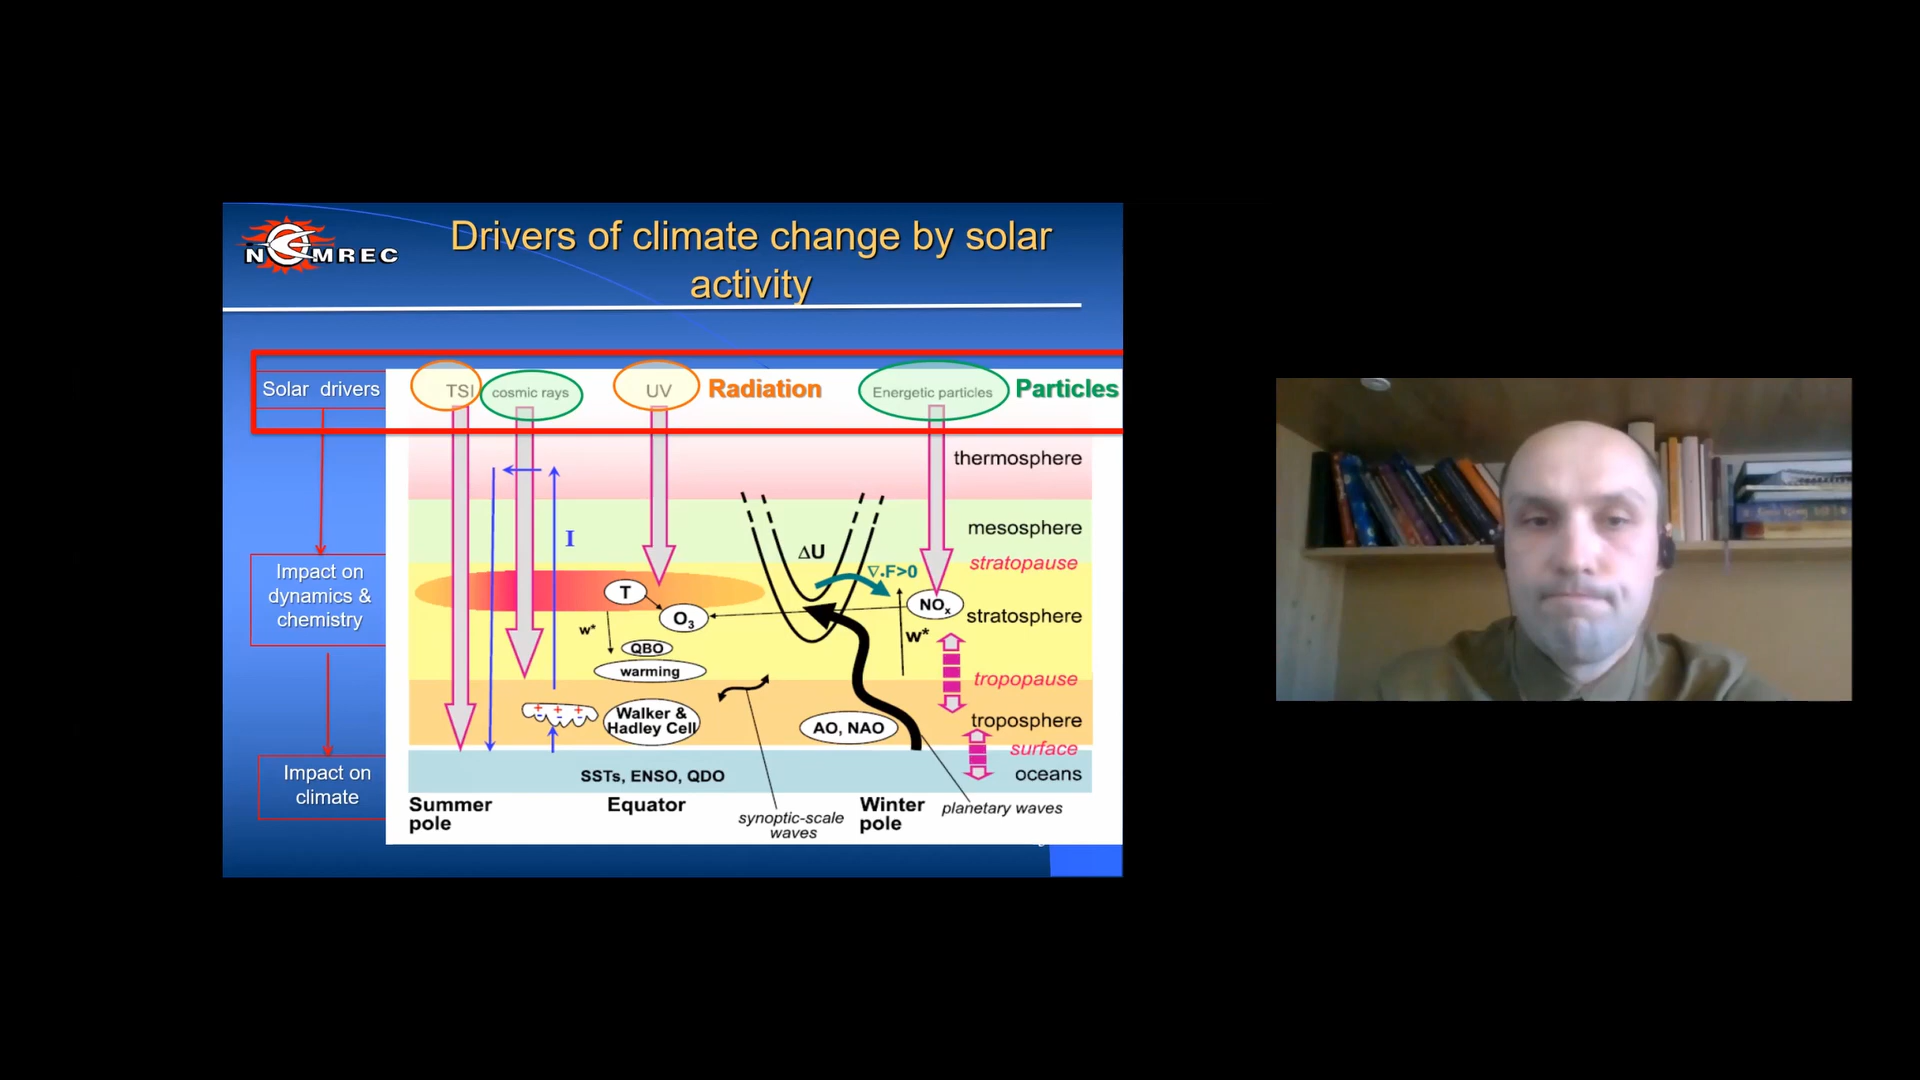 NOMREC
Drivers of climate change by solar
activity
Solar drivers
TSI
cosmic rays
UV
Radiation
Energetic particles
Particles
thermosphere
I
mesosphere
ΔU
stratopause
∇.F>0
Impact on
dynamics &
chemistry
T
O₃
NOₓ
stratosphere
w*
w*
QBO
warming
tropopause
+ + +
- - -
Walker &
Hadley Cell
AO, NAO
troposphere
surface
Impact on
climate
SSTs, ENSO, QDO
oceans
Summer
pole
Equator
synoptic-scale
waves
Winter
pole
planetary waves